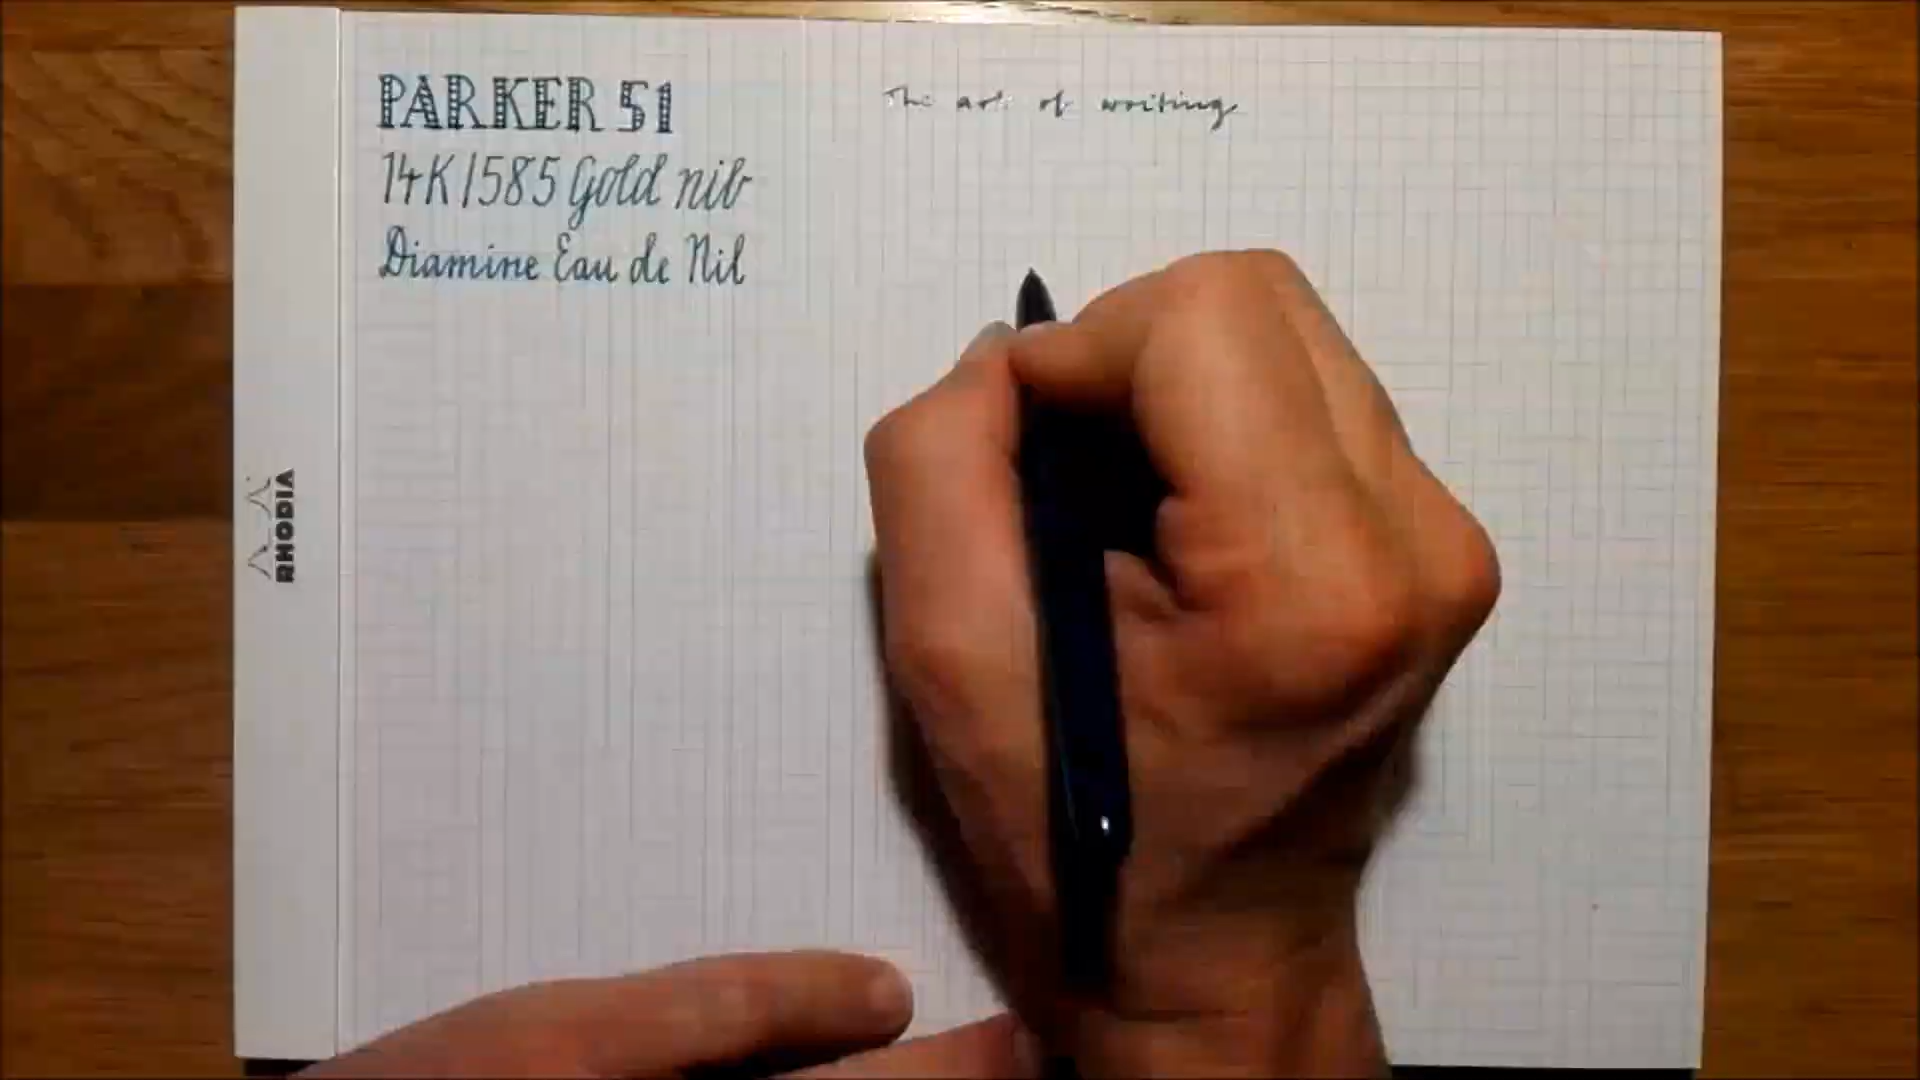 PARKER 51
14K/585 Gold nib
Diamine Eau de Nil
The art of writing
RHODIA